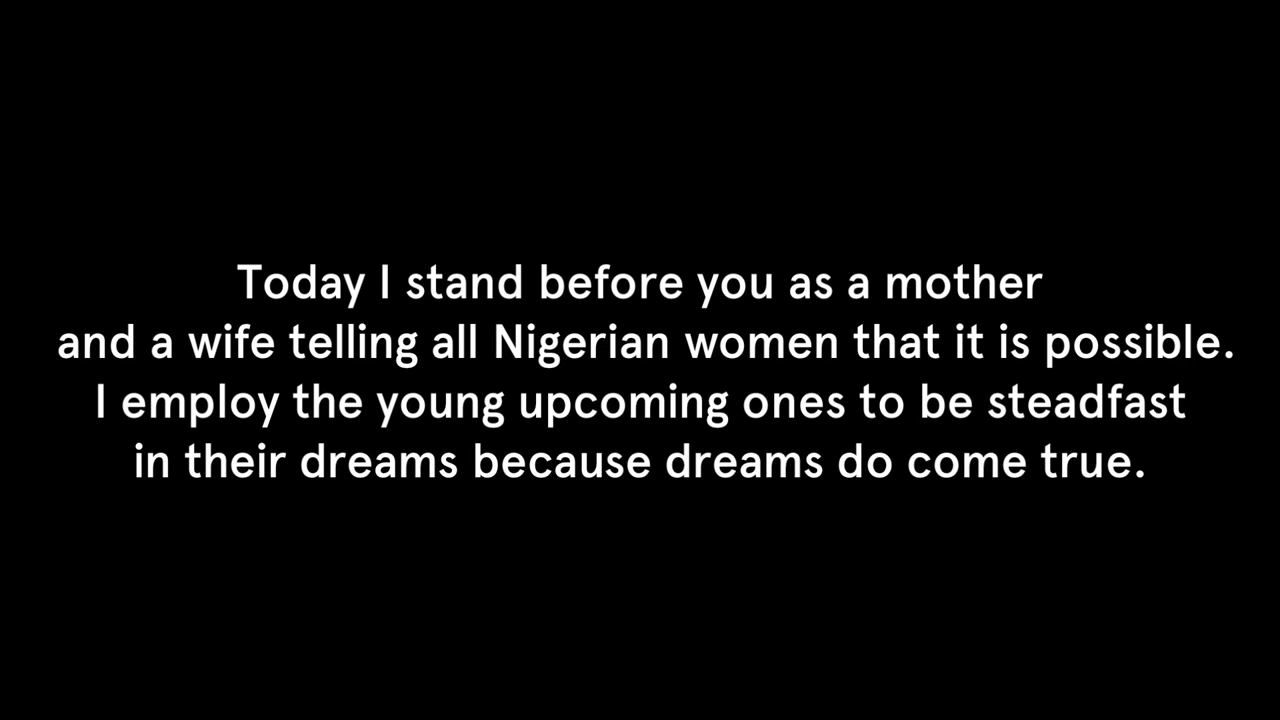 Today I stand before you as a mother
and a wife telling all Nigerian women that it is possible.
I employ the young upcoming ones to be steadfast
in their dreams because dreams do come true.